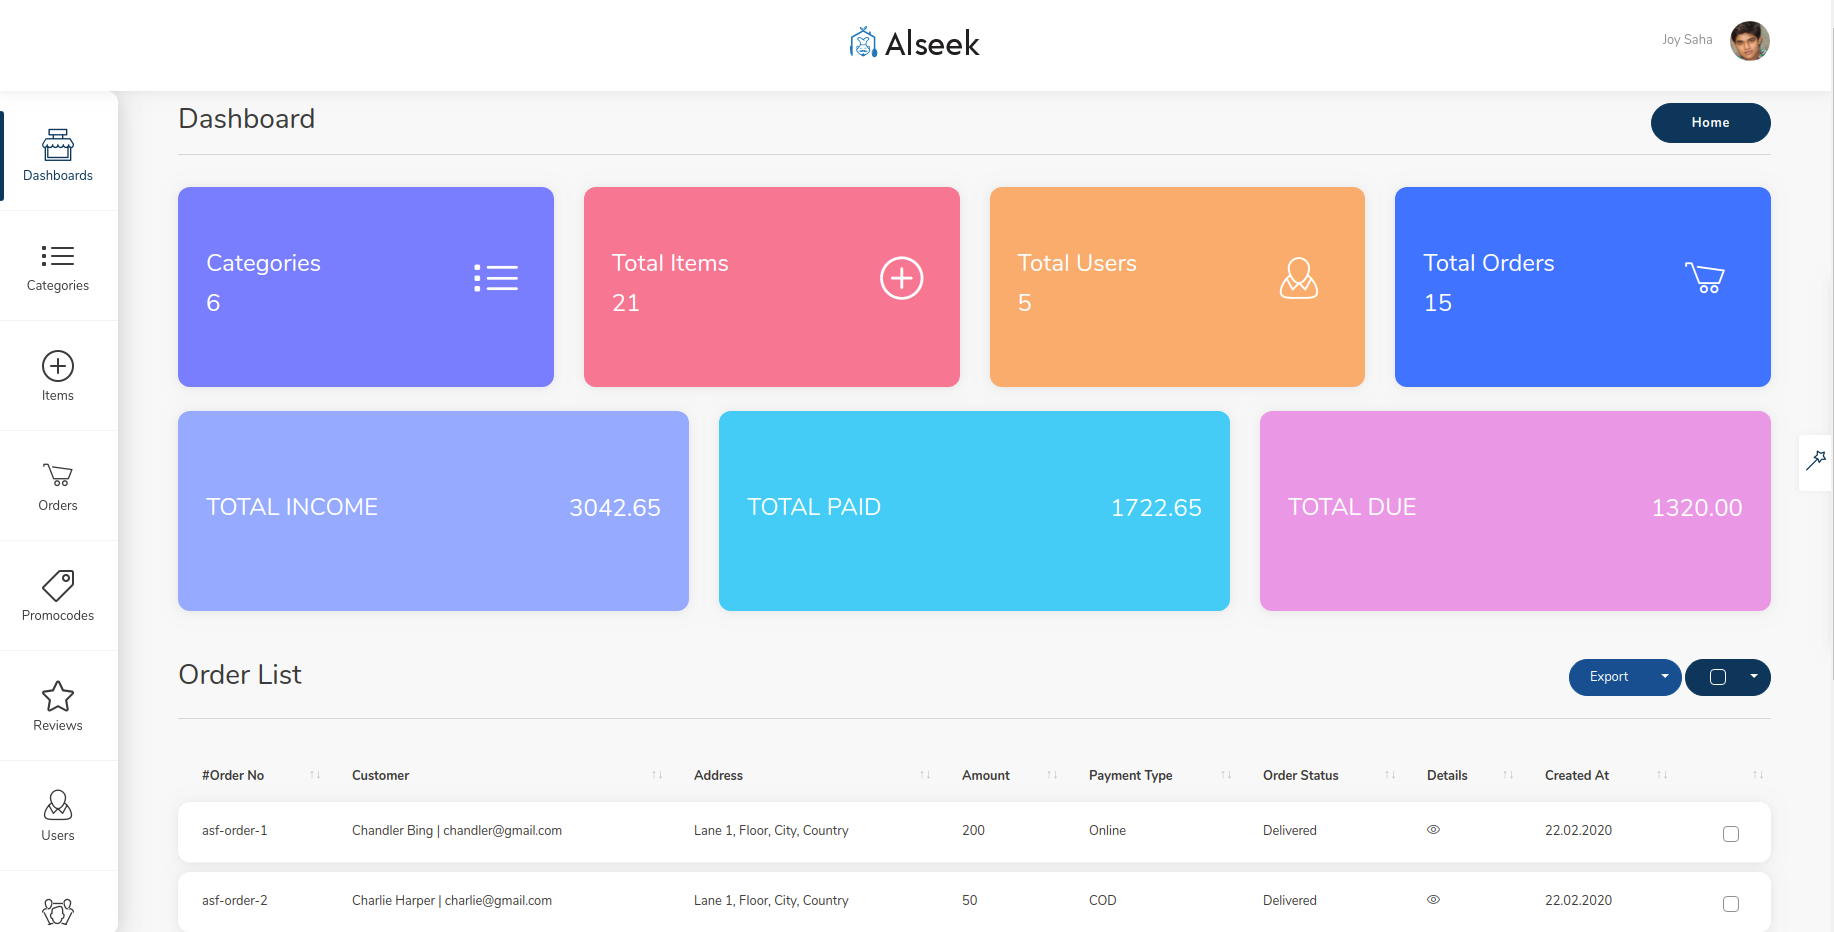 Alseek
Joy Saha
Dashboard
Home
Dashboards
Categories
Items
Orders
Promocodes
Reviews
Users
Categories
6
Total Items
21
Total Users
5
Total Orders
15
TOTAL INCOME 3042.65
TOTAL PAID 1722.65
TOTAL DUE 1320.00
Order List
Export
#Order No Customer Address Amount Payment Type Order Status Details Created At
asf-order-1 Chandler Bing | chandler@gmail.com Lane 1, Floor, City, Country 200 Online Delivered 22.02.2020
asf-order-2 Charlie Harper | charlie@gmail.com Lane 1, Floor, City, Country 50 COD Delivered 22.02.2020